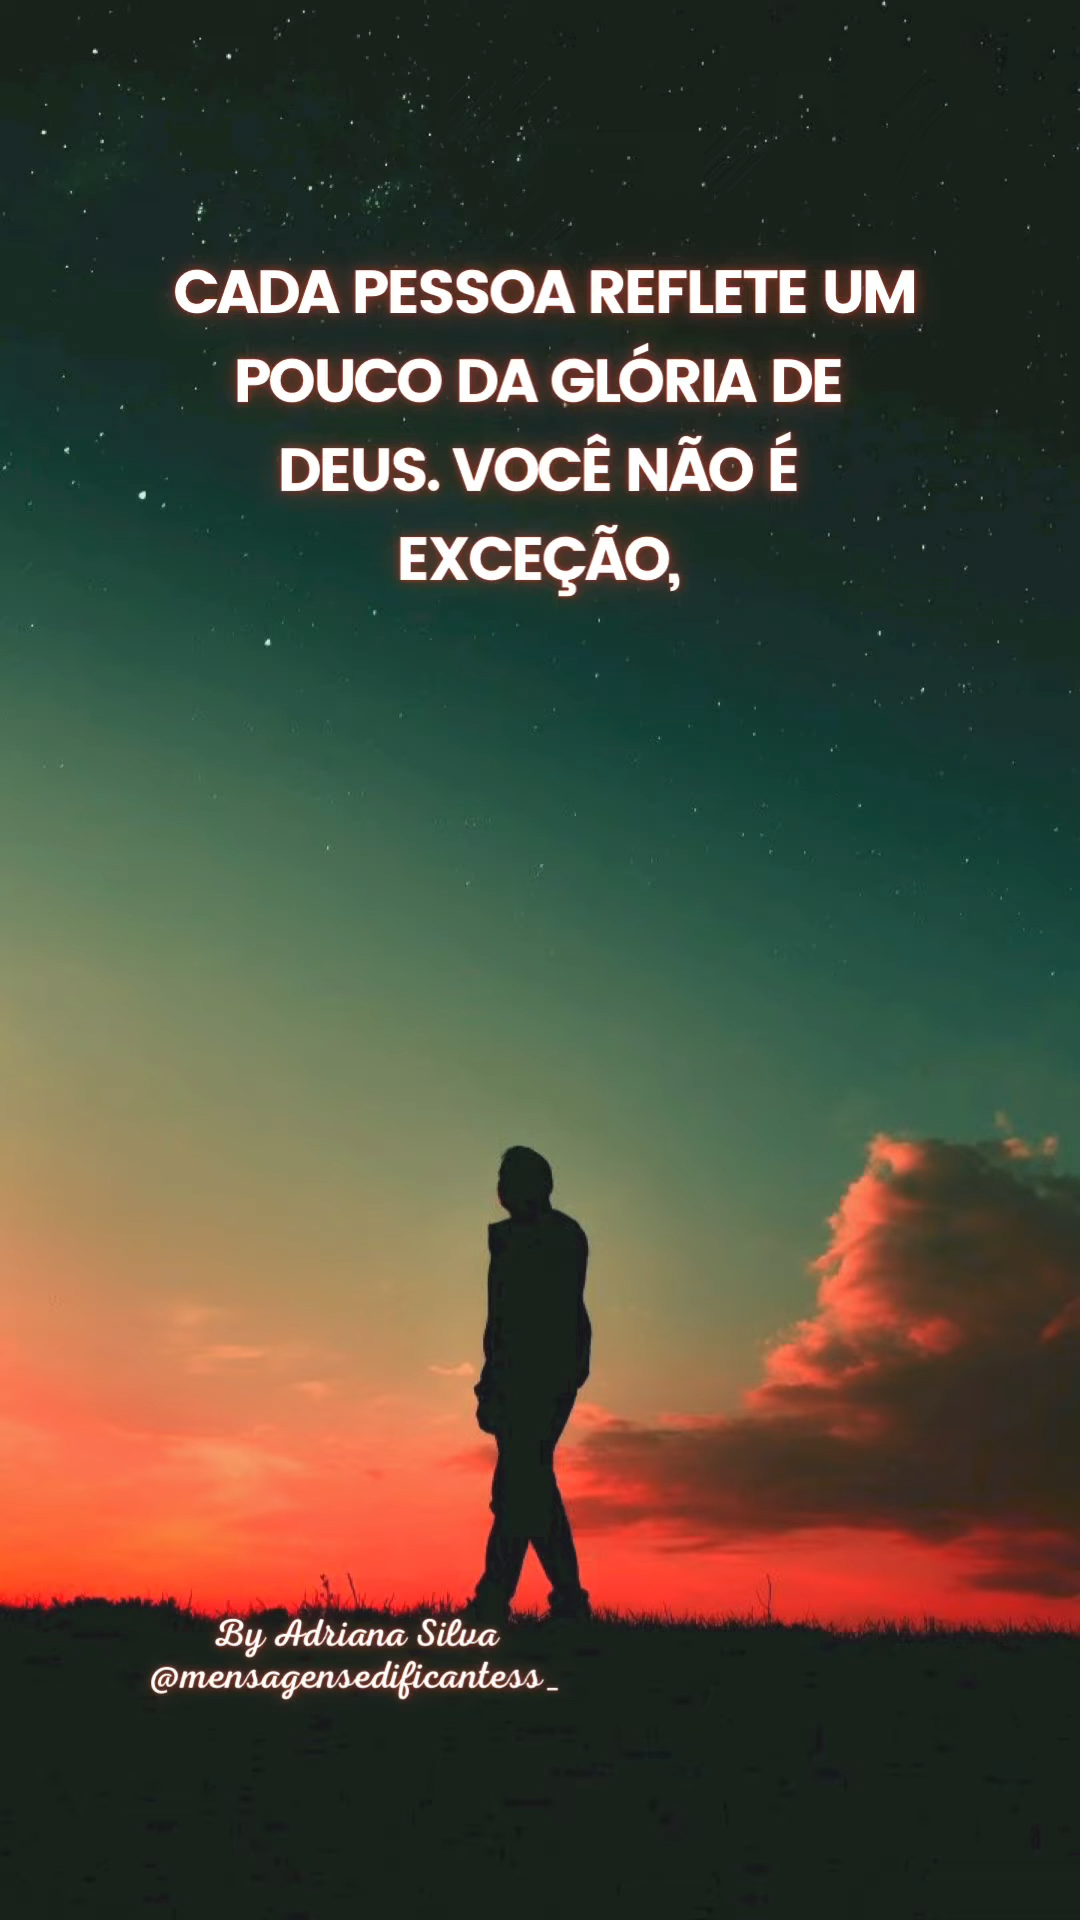 CADA PESSOA REFLETE UM
POUCO DA GLÓRIA DE
DEUS. VOCÊ NÃO É
EXCEÇÃO,
By Adriana Silva
@mensagensedificantess_